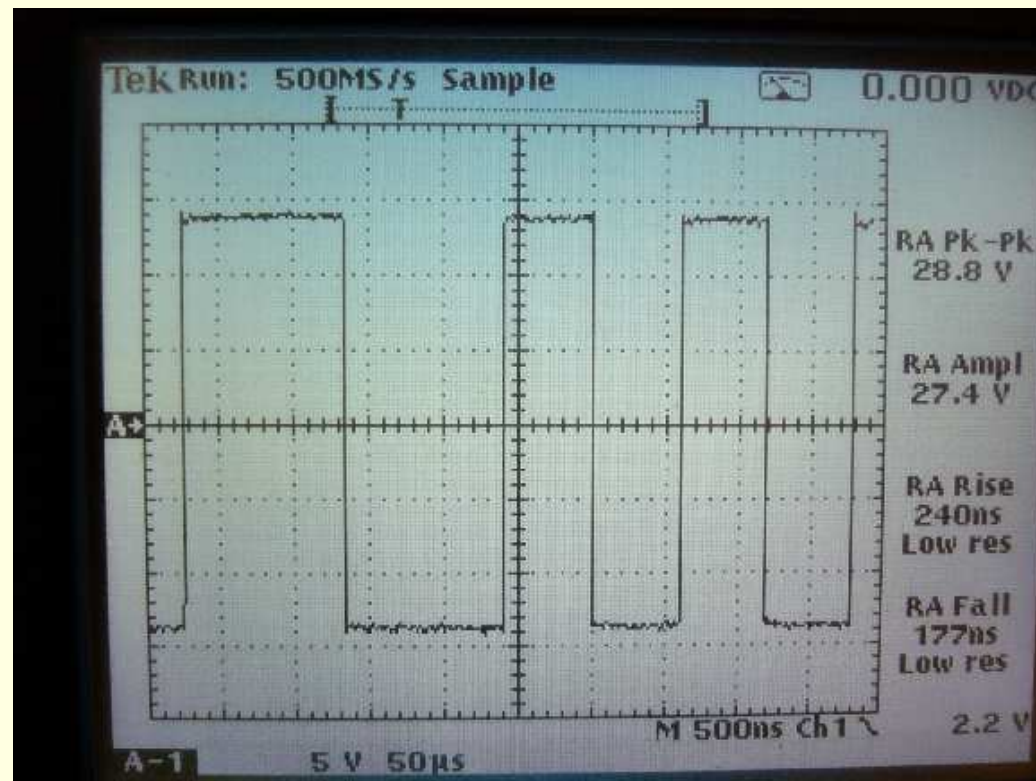 Tek Run: 500MS/s Sample
0.000 VDC
T
RA Pk-Pk
28.8 V
RA Ampl
27.4 V
A→
RA Rise
240ns
Low res
RA Fall
177ns
Low res
M 500ns Ch1
2.2 V
A-1 5 V 50µs